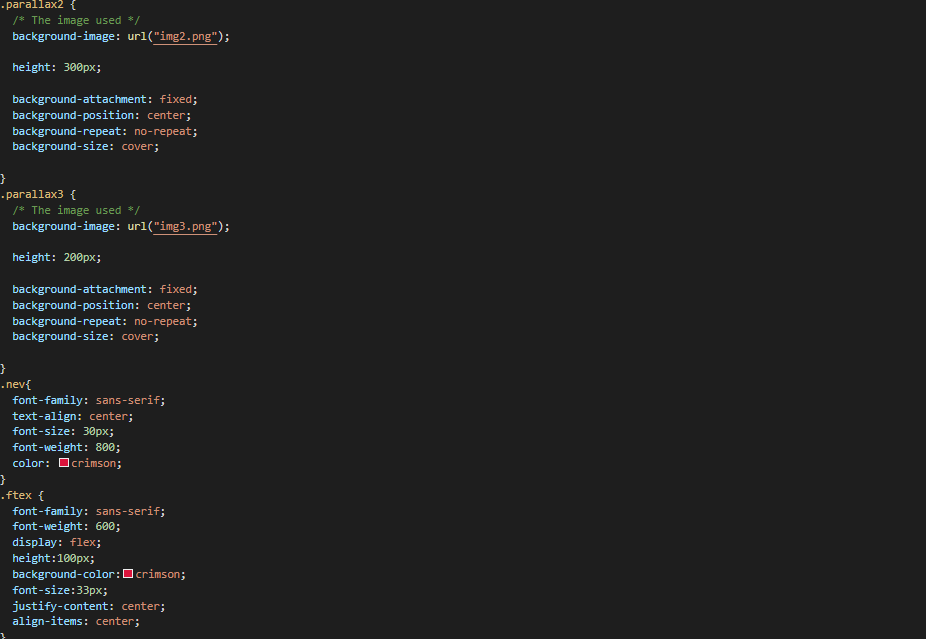 .parallax2 {
/* The image used */
background-image: url("img2.png");
height: 300px;
background-attachment: fixed;
background-position: center;
background-repeat: no-repeat;
background-size: cover;
}
.parallax3 {
/* The image used */
background-image: url("img3.png");
height: 200px;
background-attachment: fixed;
background-position: center;
background-repeat: no-repeat;
background-size: cover;
}
.nev{
font-family: sans-serif;
text-align: center;
font-size: 30px;
font-weight: 800;
color: crimson;
}
.ftex {
font-family: sans-serif;
font-weight: 600;
display: flex;
height:100px;
background-color:crimson;
font-size:33px;
justify-content: center;
align-items: center;
}